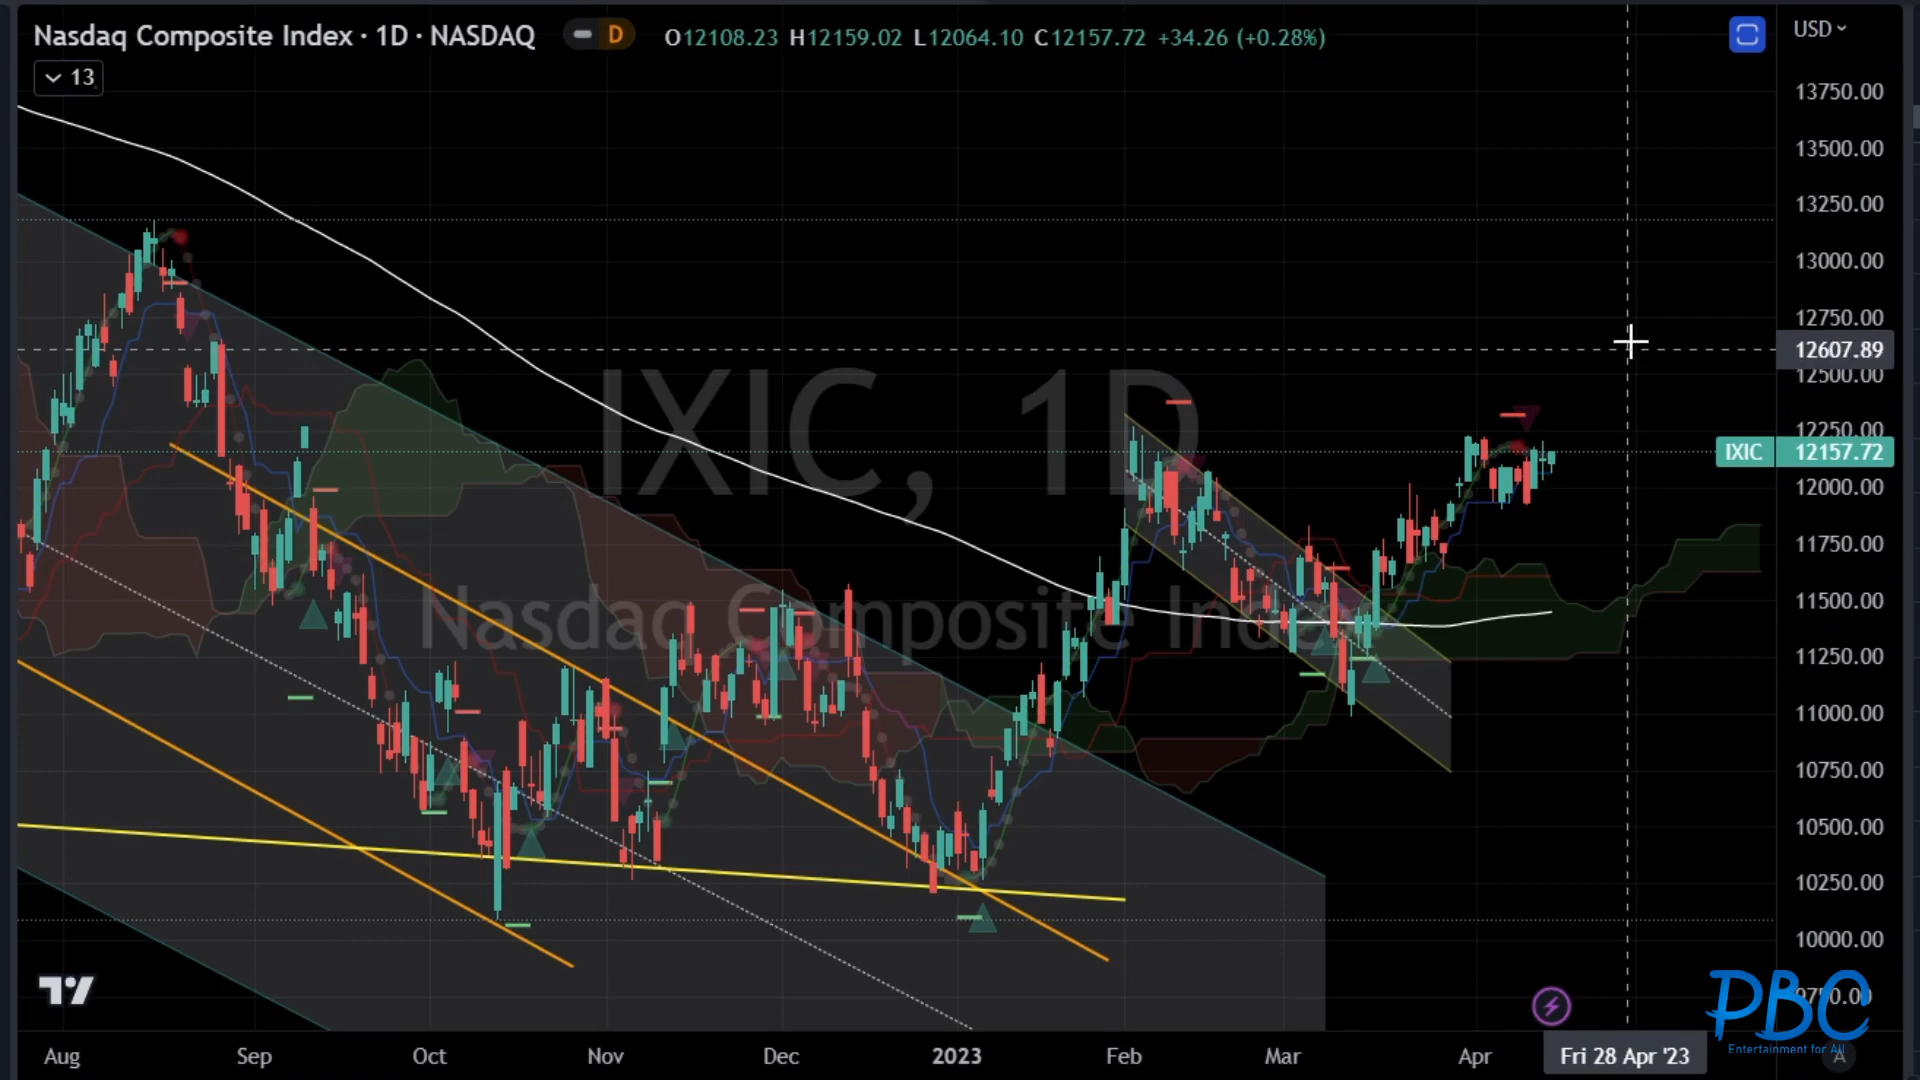 Nasdaq Composite Index · 1D · NASDAQ
D
O12108.23 H12159.02 L12064.10 C12157.72 +34.26 (+0.28%)
USD
13
13750.00
13500.00
13250.00
13000.00
12750.00
12607.89
12500.00
12250.00
IXIC 12157.72
12000.00
11750.00
11500.00
11250.00
11000.00
10750.00
10500.00
10250.00
10000.00
9750.00
IXIC, 1D
Nasdaq Composite Index
PBC
Entertainment for All
Aug Sep Oct Nov Dec 2023 Feb Mar Apr Fri 28 Apr '23 A